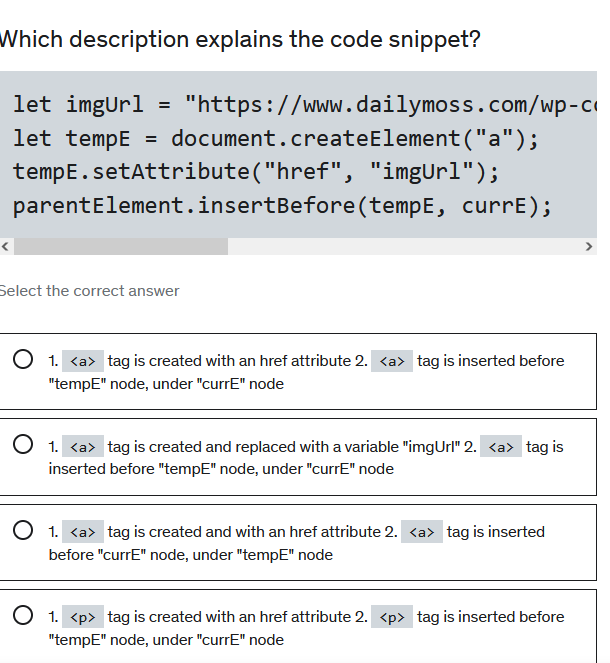 Which description explains the code snippet?
let imgUrl = "https://www.dailymoss.com/wp-c
let tempE = document.createElement("a");
tempE.setAttribute("href", "imgUrl");
parentElement.insertBefore(tempE, currE);
Select the correct answer
1. <a> tag is created with an href attribute 2. <a> tag is inserted before
"tempE" node, under "currE" node
1. <a> tag is created and replaced with a variable "imgUrl" 2. <a> tag is
inserted before "tempE" node, under "currE" node
1. <a> tag is created and with an href attribute 2. <a> tag is inserted
before "currE" node, under "tempE" node
1. <p> tag is created with an href attribute 2. <p> tag is inserted before
"tempE" node, under "currE" node